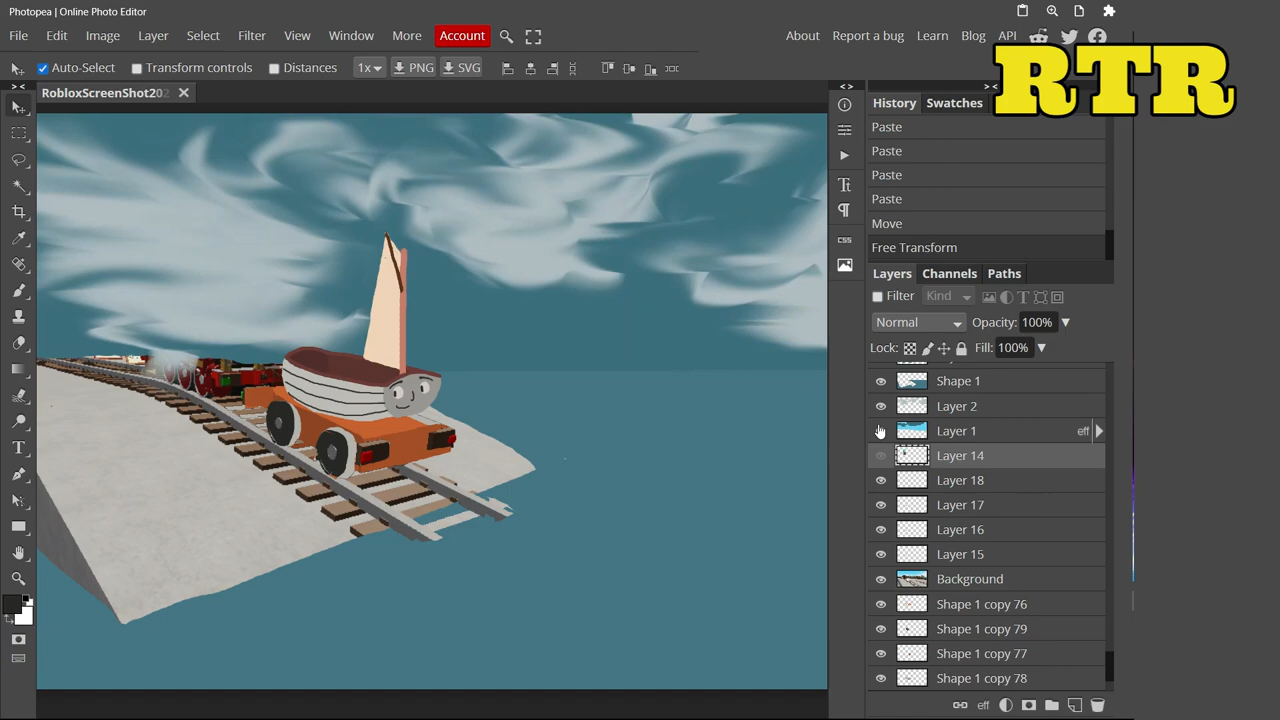 Photopea | Online Photo Editor
File Edit Image Layer Select Filter View Window More Account
About Report a bug Learn Blog API
Auto-Select Transform controls Distances 1x PNG SVG
RTR
RobloxScreenShot202
History Swatches
Paste
Paste
Paste
Paste
Move
Free Transform
CSS
Layers Channels Paths
Filter Kind
Normal Opacity: 100%
Lock: Fill: 100%
Shape 1
Layer 2
Layer 1 eff
Layer 14
Layer 18
Layer 17
Layer 16
Layer 15
Background
Shape 1 copy 76
Shape 1 copy 79
Shape 1 copy 77
Shape 1 copy 78
eff